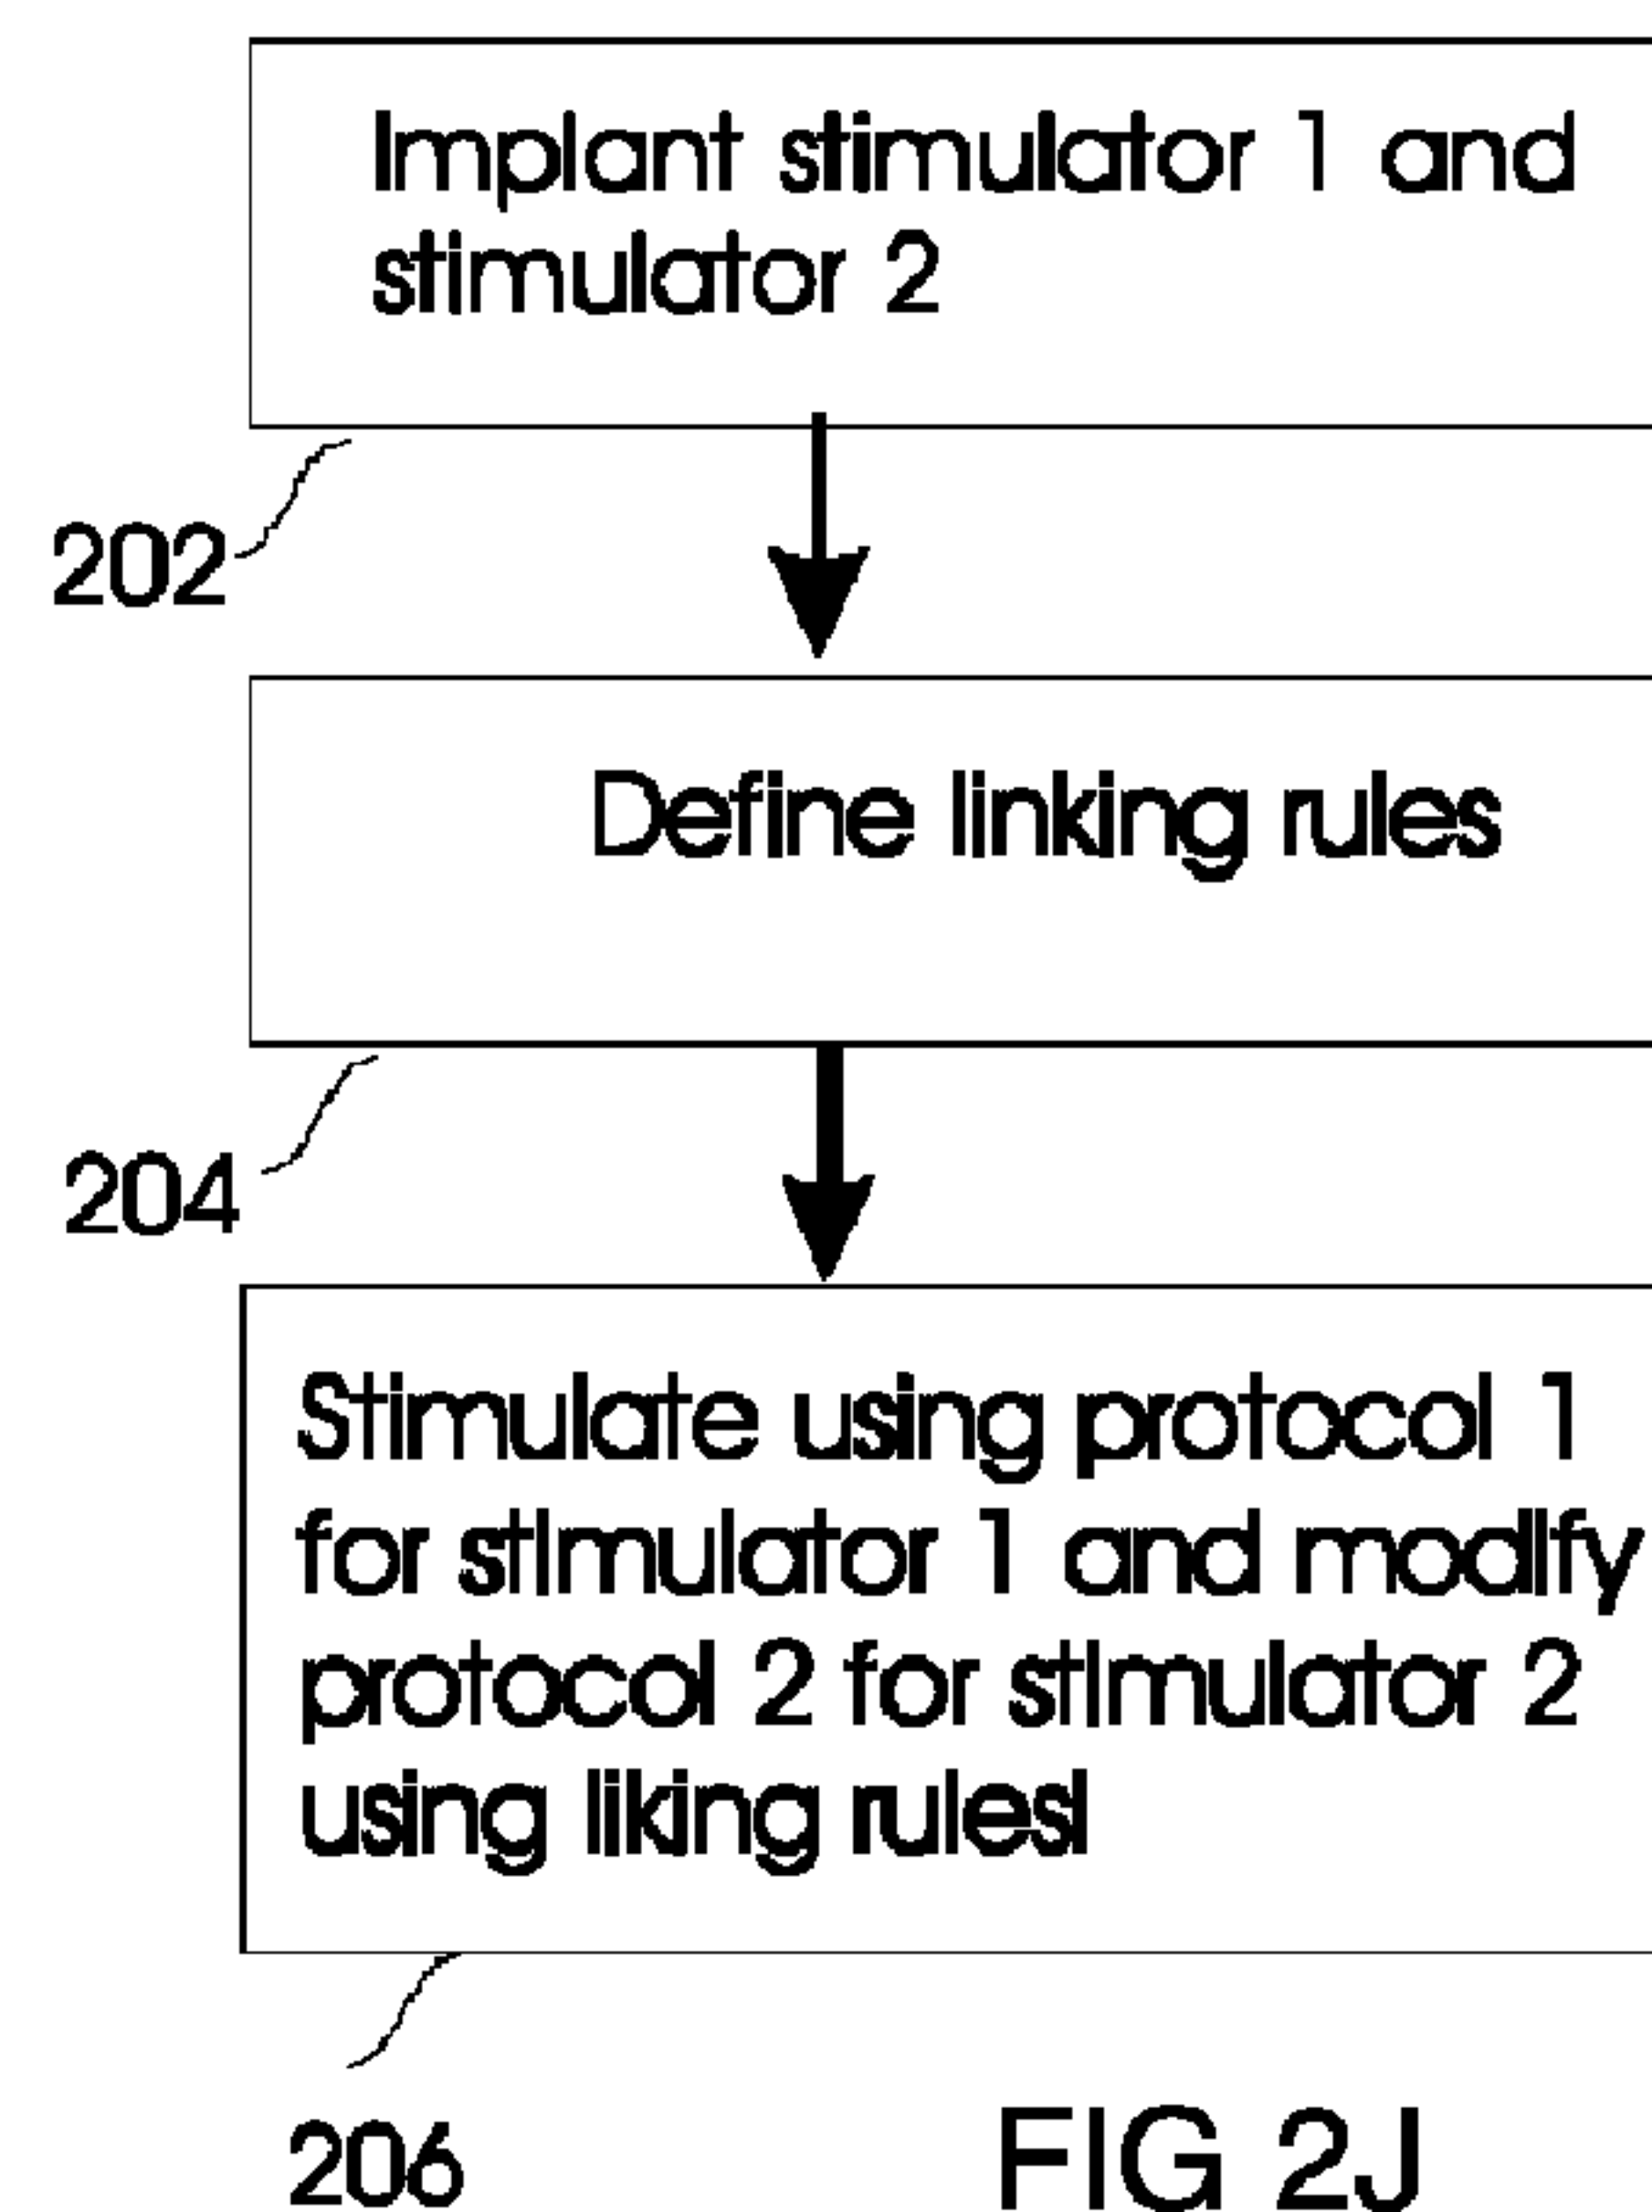 Implant stimulator 1 and
stimulator 2
202
Define linking rules
204
Stimulate using protocol 1
for stimulator 1 and modify
protocol 2 for stimulator 2
using liking rulesl
206
FIG 2J